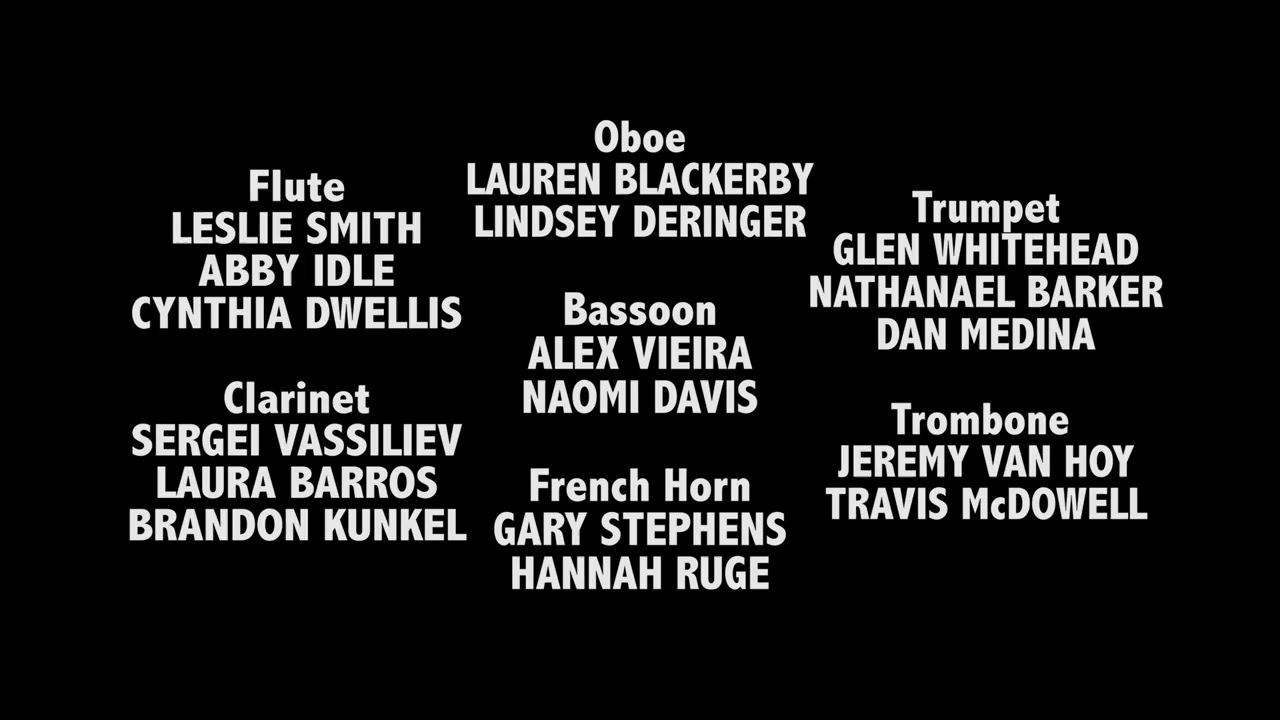 Flute
LESLIE SMITH
ABBY IDLE
CYNTHIA DWELLIS
Clarinet
SERGEI VASSILIEV
LAURA BARROS
BRANDON KUNKEL
Oboe
LAUREN BLACKERBY
LINDSEY DERINGER
Bassoon
ALEX VIEIRA
NAOMI DAVIS
French Horn
GARY STEPHENS
HANNAH RUGE
Trumpet
GLEN WHITEHEAD
NATHANAEL BARKER
DAN MEDINA
Trombone
JEREMY VAN HOY
TRAVIS McDOWELL